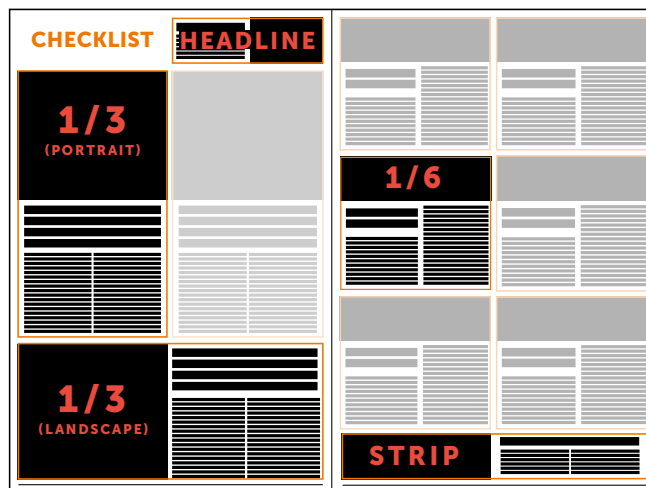 CHECKLIST
HEADLINE
1/3
(PORTRAIT)
1/3
(LANDSCAPE)
1/6
STRIP